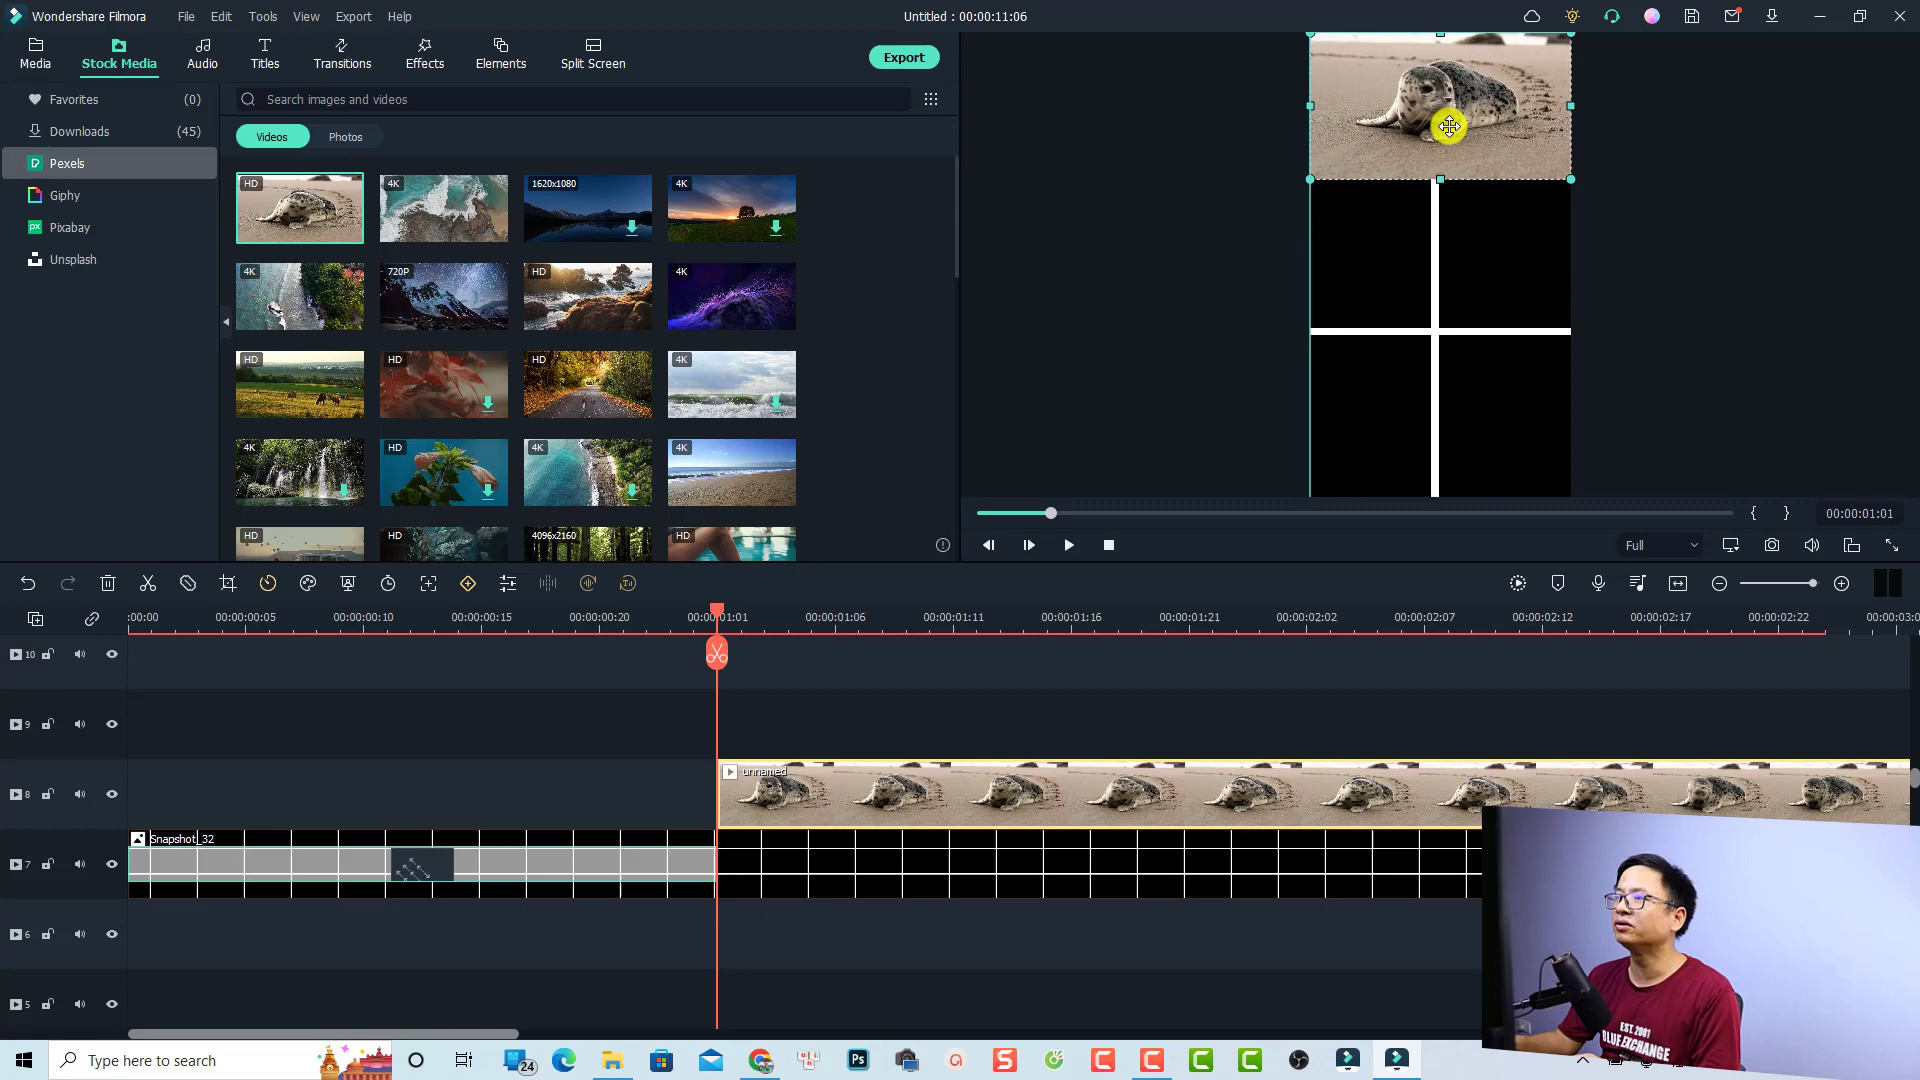 Wondershare Filmora File Edit Tools View Export Help Untitled : 00:00:11:06
Media Stock Media Audio Titles Transitions Effects Elements Split Screen Export
Favorites (0)
Downloads (45)
Pexels
Giphy
Pixabay
Unsplash
Search images and videos
Videos Photos
HD 4K 1620x1080 4K
4K 720P HD 4K
HD HD HD 4K
4K HD 4K 4K
HD 4096x2160 HD
00:00:01:01
Full
:00:00 00:00:00:05 00:00:00:10 00:00:00:15 00:00:00:20 00:00:01:01 00:00:01:06 00:00:01:11 00:00:01:16 00:00:01:21 00:00:02:02 00:00:02:07 00:00:02:12 00:00:02:17 00:00:02:22 00:00:03:0
10
9
8
unnamed
7
Snapshot_32
6
5
EST. 2001
BLUE EXCHANGE
Type here to search
24
Ps